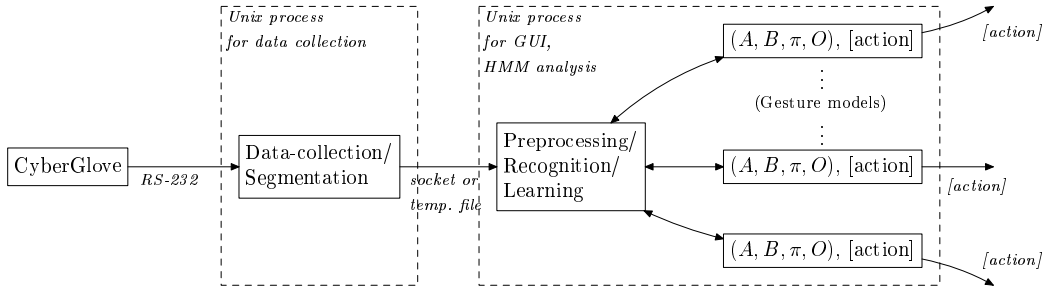 Unix process
for data collection
Unix process
for GUI,
HMM analysis
(A, B, π, O), [action]
[action]
⋮
(Gesture models)
⋮
CyberGlove
RS-232
Data-collection/
Segmentation
socket or
temp. file
Preprocessing/
Recognition/
Learning
(A, B, π, O), [action]
[action]
(A, B, π, O), [action]
[action]